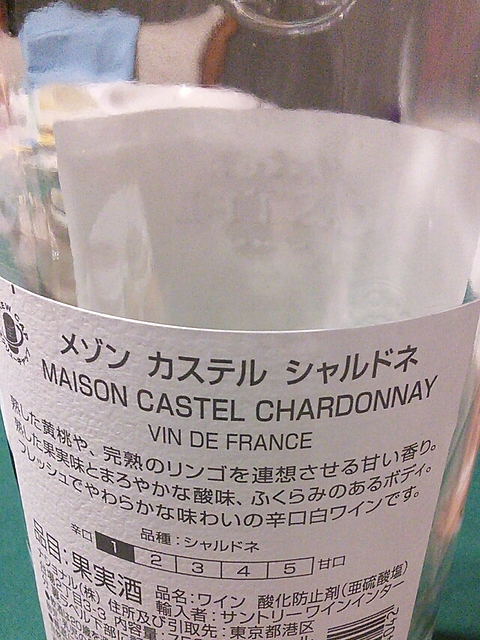 メゾン カステル シャルドネ
MAISON CASTEL CHARDONNAY
VIN DE FRANCE
熟した黄桃や、完熟のリンゴを連想させる甘い香り。
熟した果実味とまろやかな酸味、ふくらみのあるボディ。
フレッシュでやわらかな味わいの辛口白ワインです。
品種:シャルドネ
辛口 1 2 3 4 5 甘口
品目:果実酒 品名:ワイン 酸化防止剤(亜硫酸塩)
輸入者:サントリーワインインター
ナショナル(株) 住所及び引取先:東京都港区